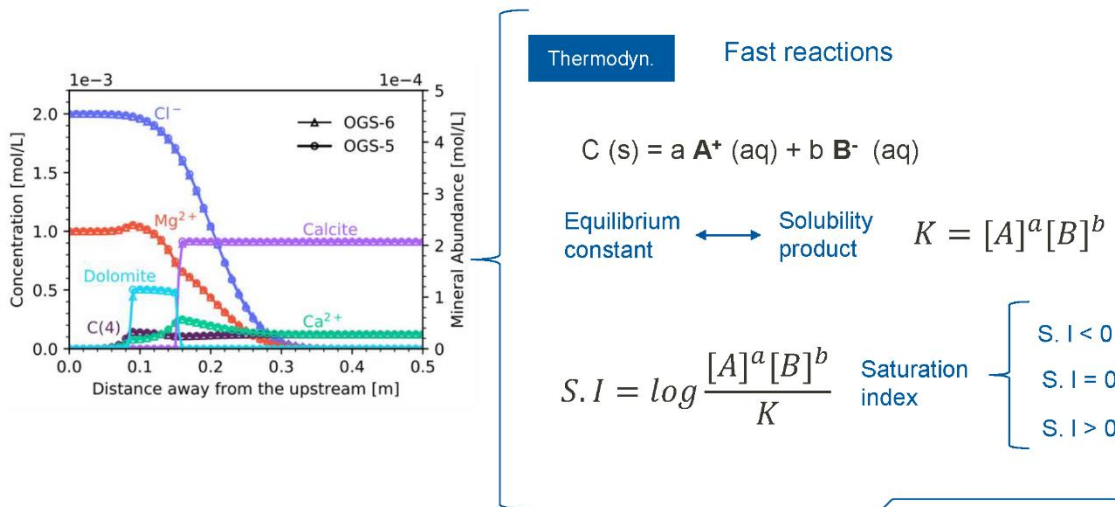 1e−3
1e−4
Concentration [mol/L]
2.0
1.5
1.0
0.5
0.0
Cl⁻
Mg²⁺
Dolomite
C(4)
Calcite
Ca²⁺
OGS-6
OGS-5
5
4
3
2
1
0
Mineral Abundance [mol/L]
0.0 0.1 0.2 0.3 0.4 0.5
Distance away from the upstream [m]
Thermodyn.
Fast reactions
C (s) = a A⁺ (aq) + b B⁻ (aq)
Equilibrium
constant
Solubility
product
K = [A]ᵃ[B]ᵇ
S.I = log [A]ᵃ[B]ᵇ / K
Saturation
index
S. I < 0
S. I = 0
S. I > 0